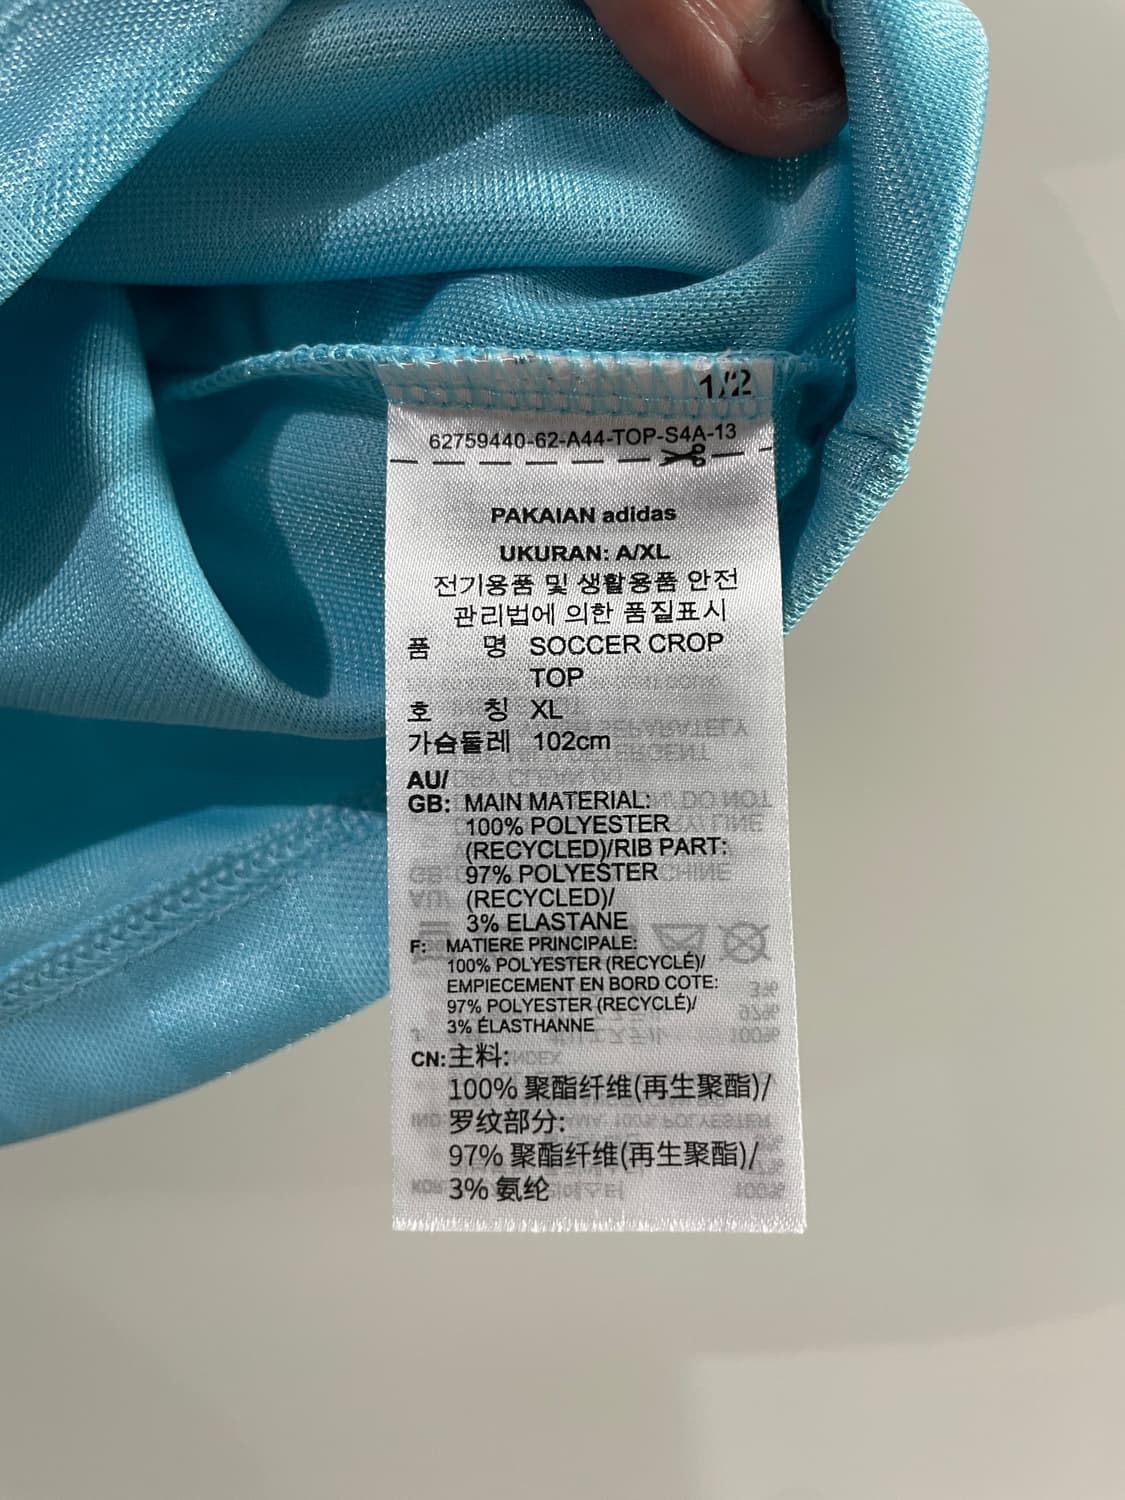 1/2
62759440-62-A44-TOP-S4A-13
PAKAIAN adidas
UKURAN: A/XL
전기용품 및 생활용품 안전
관리법에 의한 품질표시
품 명 SOCCER CROP
TOP
호 칭 XL
가슴둘레 102cm
AU/
GB: MAIN MATERIAL:
100% POLYESTER
(RECYCLED)/RIB PART:
97% POLYESTER
(RECYCLED)/
3% ELASTANE
F: MATIERE PRINCIPALE:
100% POLYESTER (RECYCLÉ)/
EMPIECEMENT EN BORD COTE:
97% POLYESTER (RECYCLÉ)/
3% ÉLASTHANNE
CN: 主料:
100% 聚酯纤维(再生聚酯)/
罗纹部分:
97% 聚酯纤维(再生聚酯)/
3% 氨纶